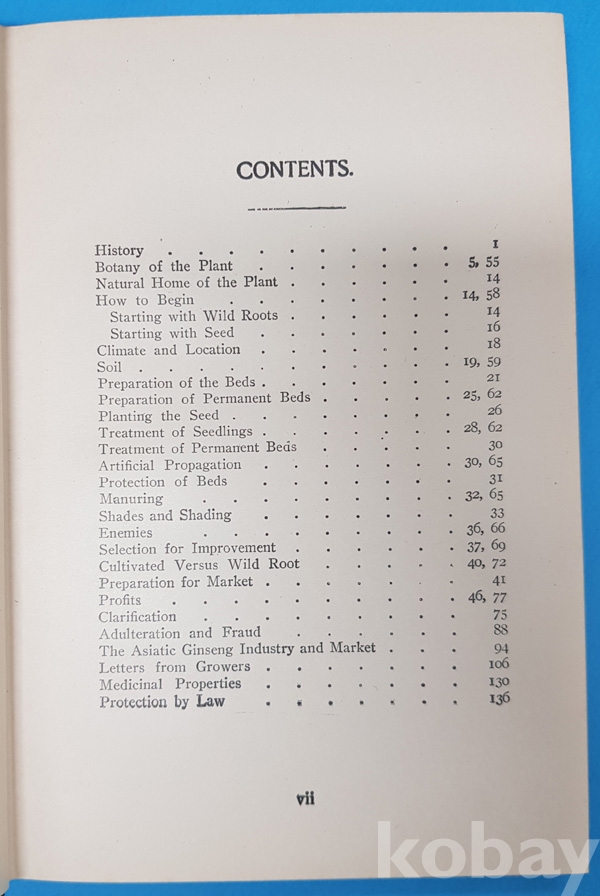 CONTENTS.
History . . . . . . . . . . 1
Botany of the Plant . . . . . . . 5, 55
Natural Home of the Plant . . . . . . 14
How to Begin . . . . . . . . 14, 58
Starting with Wild Roots . . . . . . 14
Starting with Seed . . . . . . . 16
Climate and Location . . . . . . . 18
Soil . . . . . . . . . . . 19, 59
Preparation of the Beds . . . . . . . 21
Preparation of Permanent Beds . . . . . 25, 62
Planting the Seed . . . . . . . . 26
Treatment of Seedlings . . . . . . . 28, 62
Treatment of Permanent Beds . . . . . . 30
Artificial Propagation . . . . . . . 30, 65
Protection of Beds . . . . . . . 31
Manuring . . . . . . . . . 32, 65
Shades and Shading . . . . . . . 33
Enemies . . . . . . . . . 36, 66
Selection for Improvement . . . . . . 37, 69
Cultivated Versus Wild Root . . . . . 40, 72
Preparation for Market . . . . . . . 41
Profits . . . . . . . . . . 46, 77
Clarification . . . . . . . . . 75
Adulteration and Fraud . . . . . . . 88
The Asiatic Ginseng Industry and Market . . . 94
Letters from Growers . . . . . . . 106
Medicinal Properties . . . . . . . 130
Protection by Law . . . . . . . 136
vii
kobay